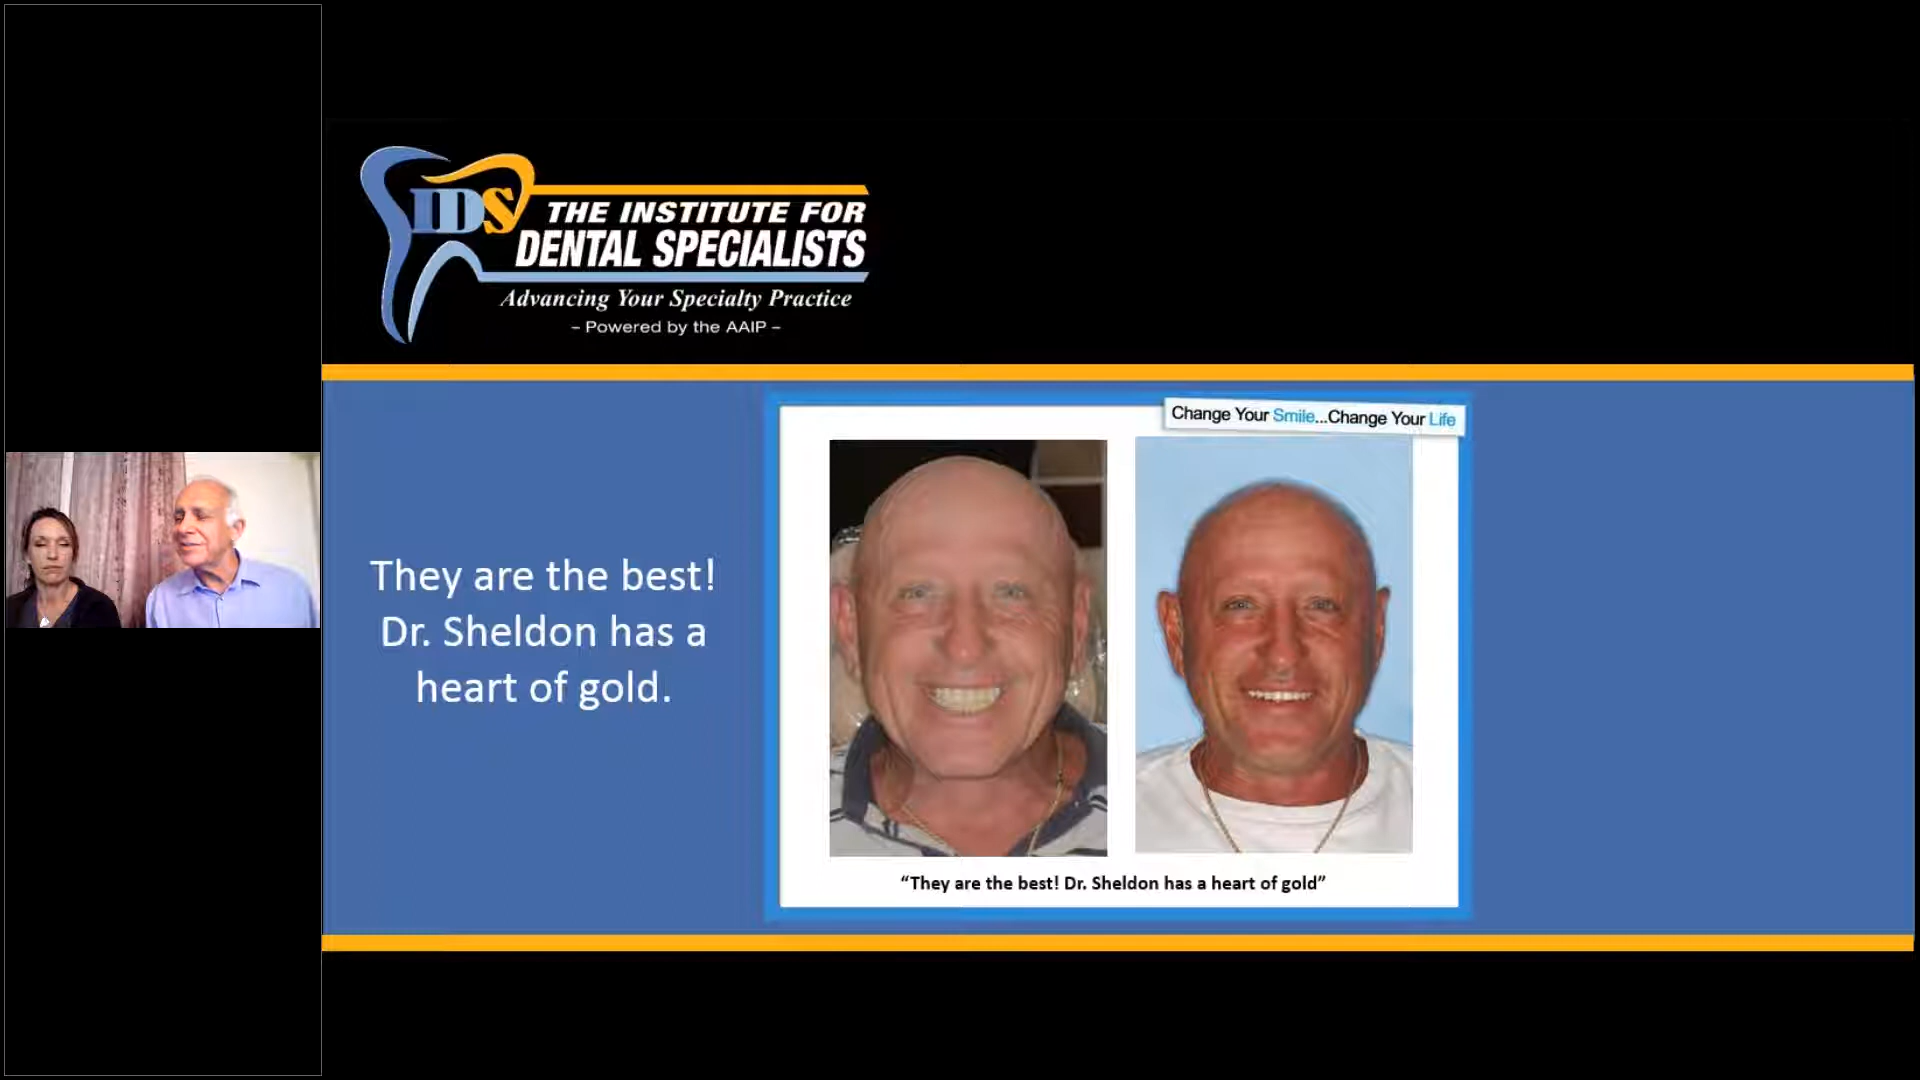 IDS
THE INSTITUTE FOR
DENTAL SPECIALISTS
Advancing Your Specialty Practice
– Powered by the AAIP –
Change Your Smile...Change Your Life
They are the best!
Dr. Sheldon has a
heart of gold.
“They are the best! Dr. Sheldon has a heart of gold”